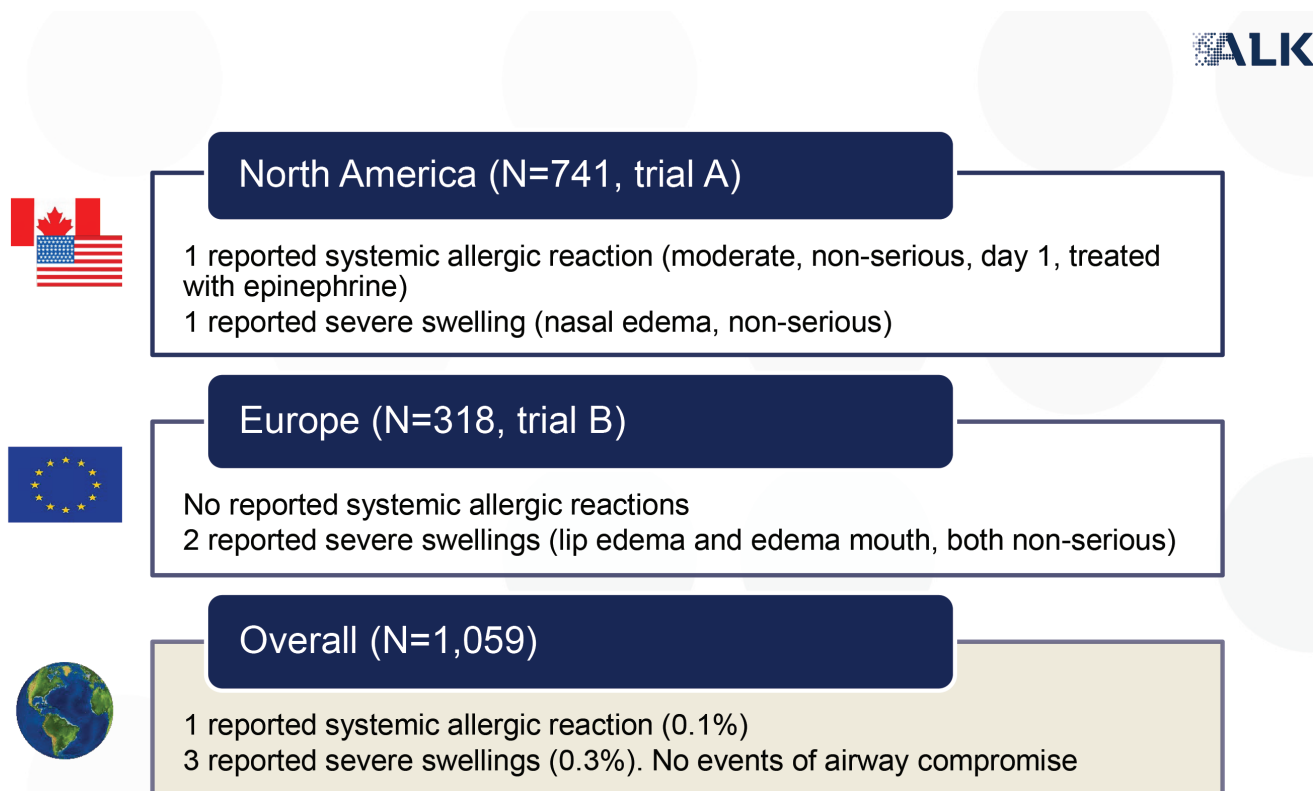 ALK
North America (N=741, trial A)
1 reported systemic allergic reaction (moderate, non-serious, day 1, treated
with epinephrine)
1 reported severe swelling (nasal edema, non-serious)
Europe (N=318, trial B)
No reported systemic allergic reactions
2 reported severe swellings (lip edema and edema mouth, both non-serious)
Overall (N=1,059)
1 reported systemic allergic reaction (0.1%)
3 reported severe swellings (0.3%). No events of airway compromise